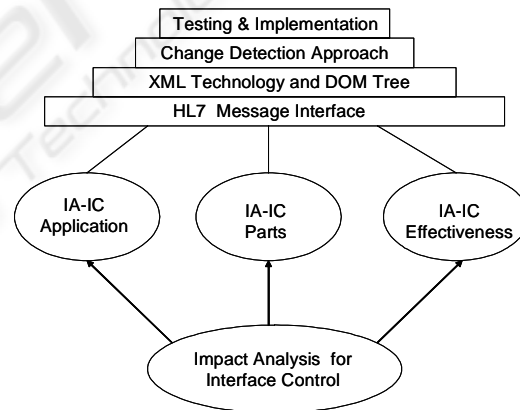 Testing & Implementation
Change Detection Approach
XML Technology and DOM Tree
HL7 Message Interface
IA-IC
Application
IA-IC
Parts
IA-IC
Effectiveness
Impact Analysis for
Interface Control